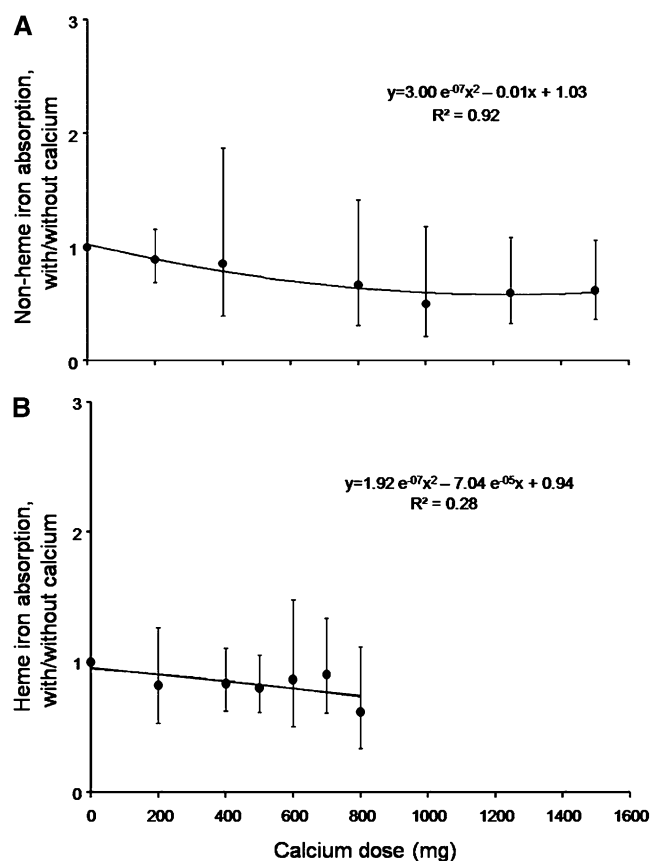 A
3
2
1
0
Non-heme iron absorption,
with/without calcium
y=3.00 e⁻⁰⁷x² – 0.01x + 1.03
R² = 0.92
B
3
2
1
0
Heme iron absorption,
with/without calcium
y=1.92 e⁻⁰⁷x² – 7.04 e⁻⁰⁵x + 0.94
R² = 0.28
0 200 400 600 800 1000 1200 1400 1600
Calcium dose (mg)